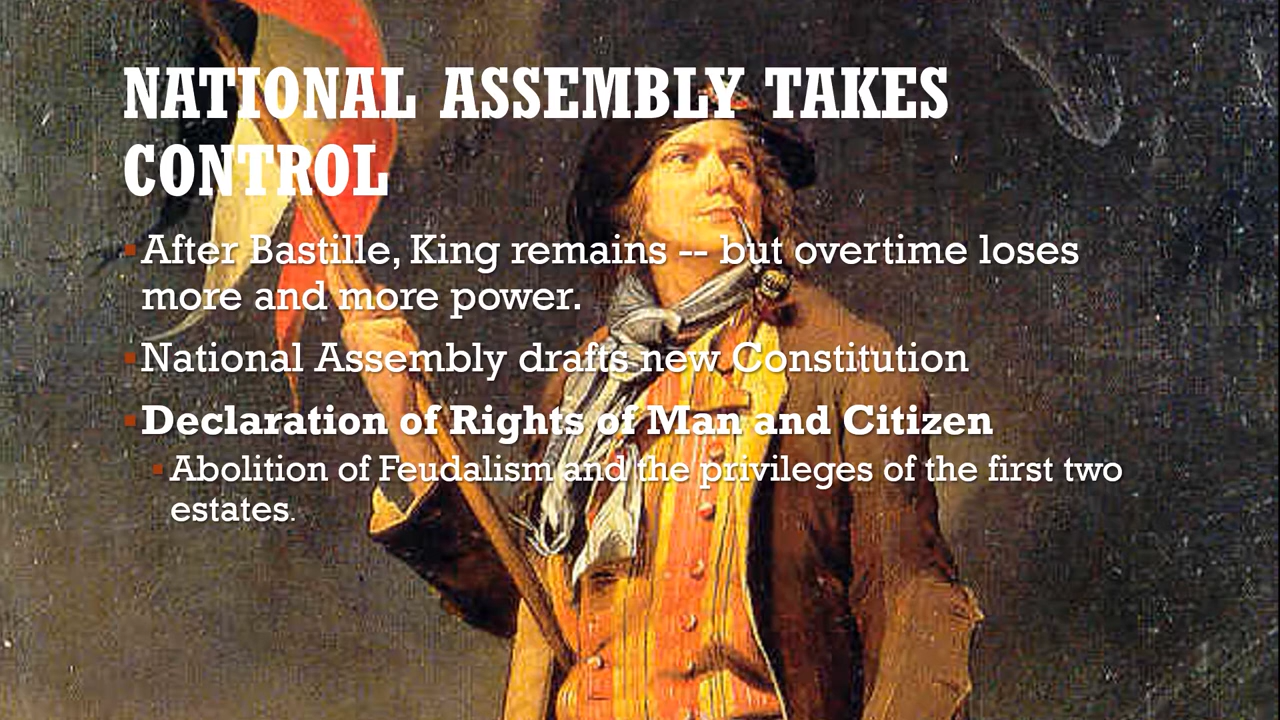 NATIONAL ASSEMBLY TAKES
CONTROL
▪After Bastille, King remains -- but overtime loses
more and more power.
▪National Assembly drafts new Constitution
▪Declaration of Rights of Man and Citizen
▪Abolition of Feudalism and the privileges of the first two
estates.